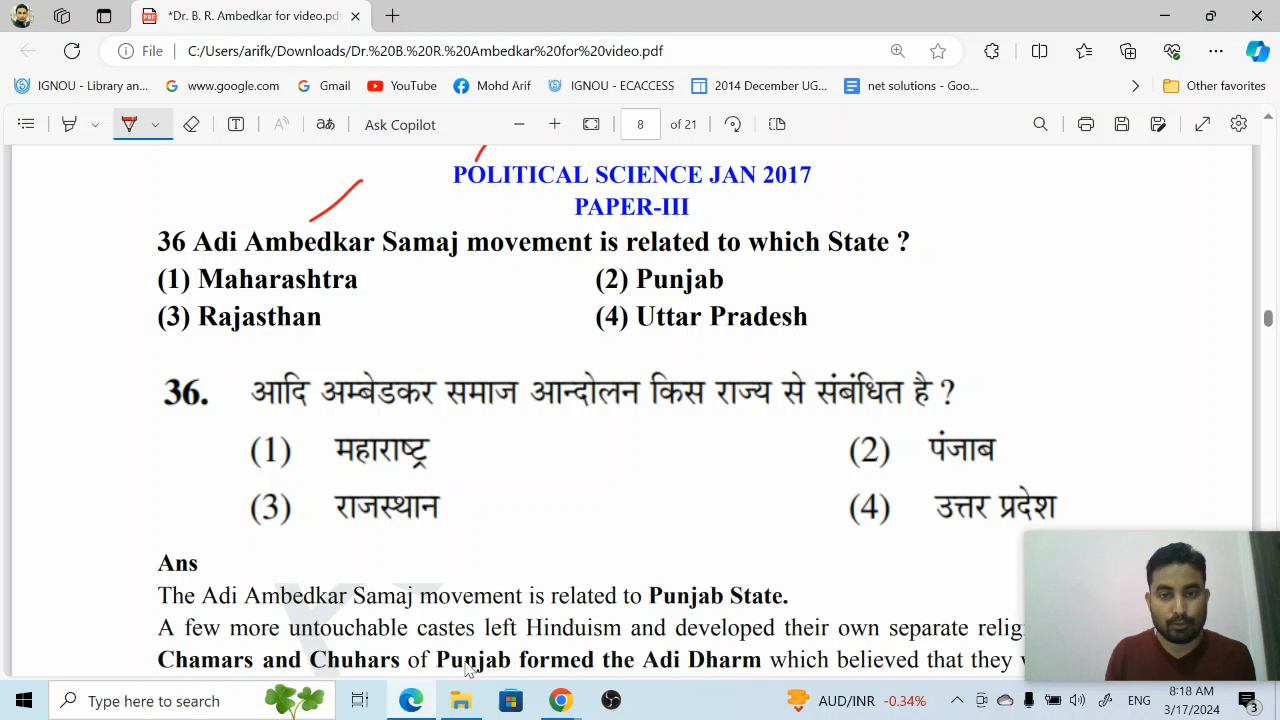 *Dr. B. R. Ambedkar for video.pdf
File C:/Users/arifk/Downloads/Dr.%20B.%20R.%20Ambedkar%20for%20video.pdf
IGNOU - Library an... www.google.com Gmail YouTube Mohd Arif IGNOU - ECACCESS 2014 December UG... net solutions - Goo... Other favorites
Ask Copilot 8 of 21
POLITICAL SCIENCE JAN 2017
PAPER-III
36 Adi Ambedkar Samaj movement is related to which State ?
(1) Maharashtra (2) Punjab
(3) Rajasthan (4) Uttar Pradesh
36. आदि अम्बेडकर समाज आन्दोलन किस राज्य से संबंधित है ?
(1) महाराष्ट्र (2) पंजाब
(3) राजस्थान (4) उत्तर प्रदेश
Ans
The Adi Ambedkar Samaj movement is related to Punjab State.
A few more untouchable castes left Hinduism and developed their own separate
Chamars and Chuhars of Punjab formed the Adi Dharm which believed that they
Type here to search AUD/INR -0.34% ENG 8:18 AM
3/17/2024 3